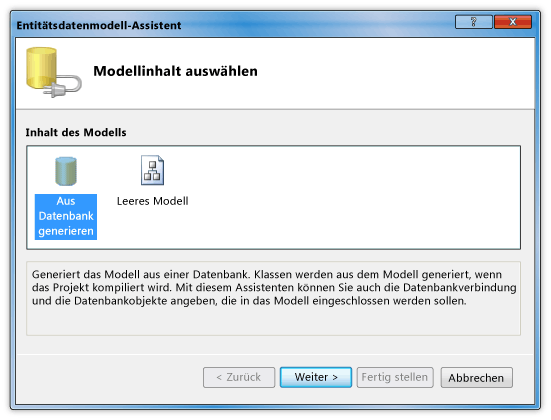 Entitätsdatenmodell-Assistent
?
Modellinhalt auswählen
Inhalt des Modells
Aus
Datenbank
generieren
Leeres Modell
Generiert das Modell aus einer Datenbank. Klassen werden aus dem Modell generiert, wenn
das Projekt kompiliert wird. Mit diesem Assistenten können Sie auch die Datenbankverbindung
und die Datenbankobjekte angeben, die in das Modell eingeschlossen werden sollen.
< Zurück
Weiter >
Fertig stellen
Abbrechen